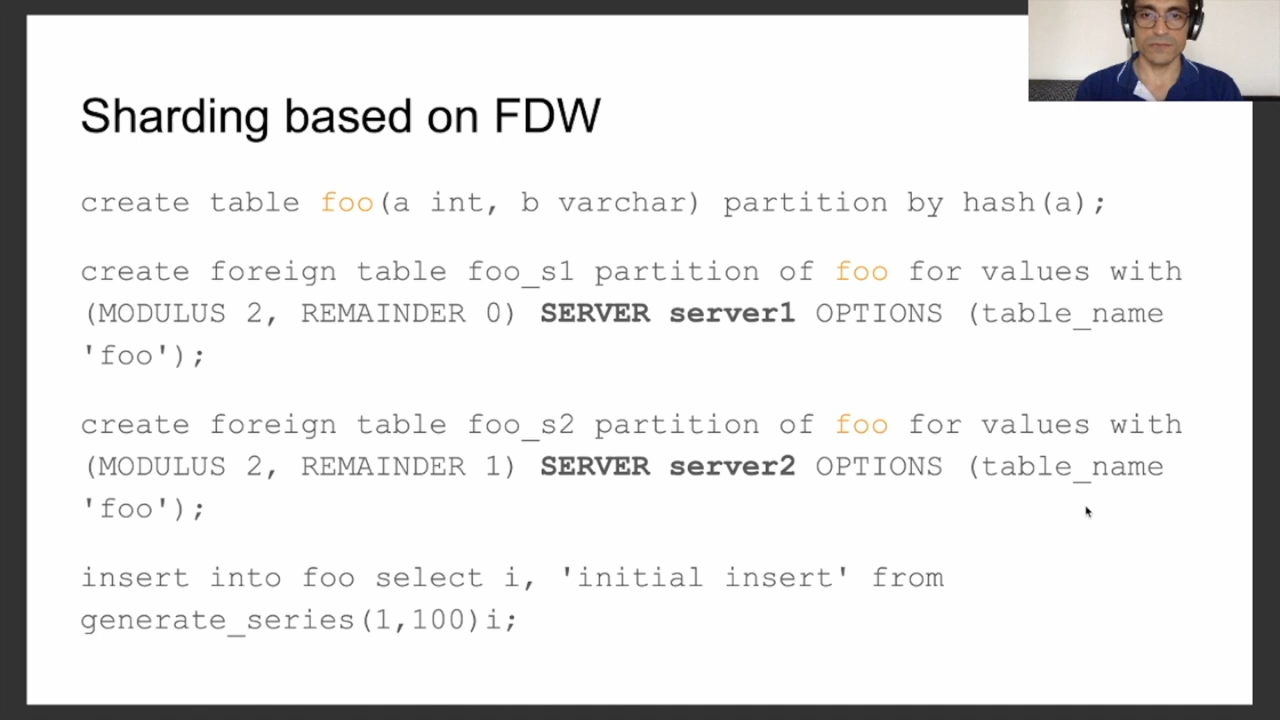 Sharding based on FDW
create table foo(a int, b varchar) partition by hash(a);
create foreign table foo_s1 partition of foo for values with
(MODULUS 2, REMAINDER 0) SERVER server1 OPTIONS (table_name
'foo');
create foreign table foo_s2 partition of foo for values with
(MODULUS 2, REMAINDER 1) SERVER server2 OPTIONS (table_name
'foo');
insert into foo select i, 'initial insert' from
generate_series(1,100)i;